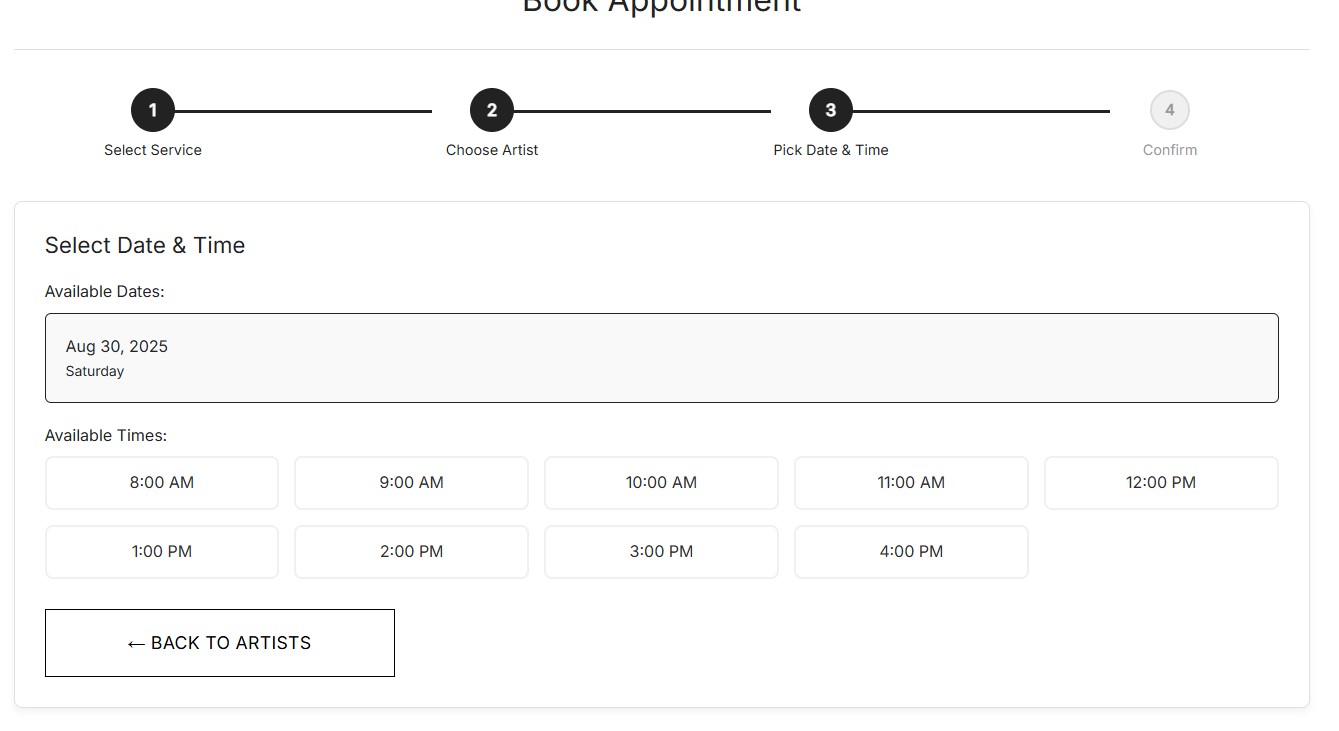 Book Appointment
1
2
3
4
Select Service
Choose Artist
Pick Date & Time
Confirm
Select Date & Time
Available Dates:
Aug 30, 2025
Saturday
Available Times:
8:00 AM
9:00 AM
10:00 AM
11:00 AM
12:00 PM
1:00 PM
2:00 PM
3:00 PM
4:00 PM
← BACK TO ARTISTS